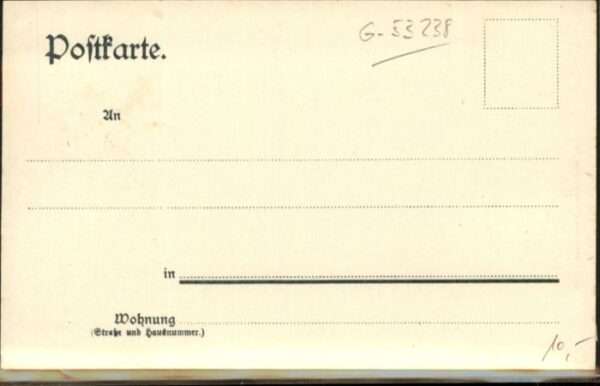 G-53238
Postkarte.
An
in
Wohnung
(Straße und Hausnummer.)
10,-